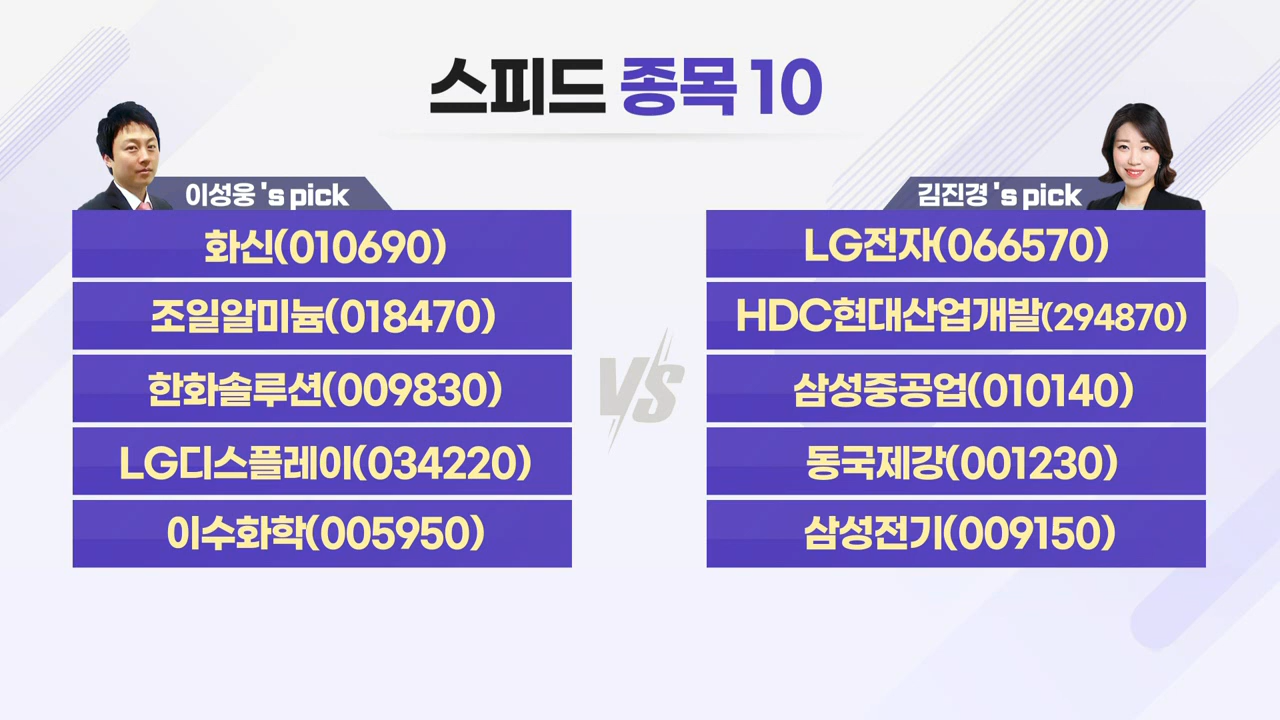 스피드 종목 10
이성웅 's pick
화신(010690)
조일알미늄(018470)
한화솔루션(009830)
LG디스플레이(034220)
이수화학(005950)
VS
김진경 's pick
LG전자(066570)
HDC현대산업개발(294870)
삼성중공업(010140)
동국제강(001230)
삼성전기(009150)